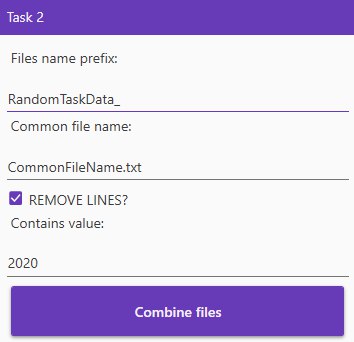 Task 2
Files name prefix:
RandomTaskData_
Common file name:
CommonFileName.txt
REMOVE LINES?
Contains value:
2020
Combine files